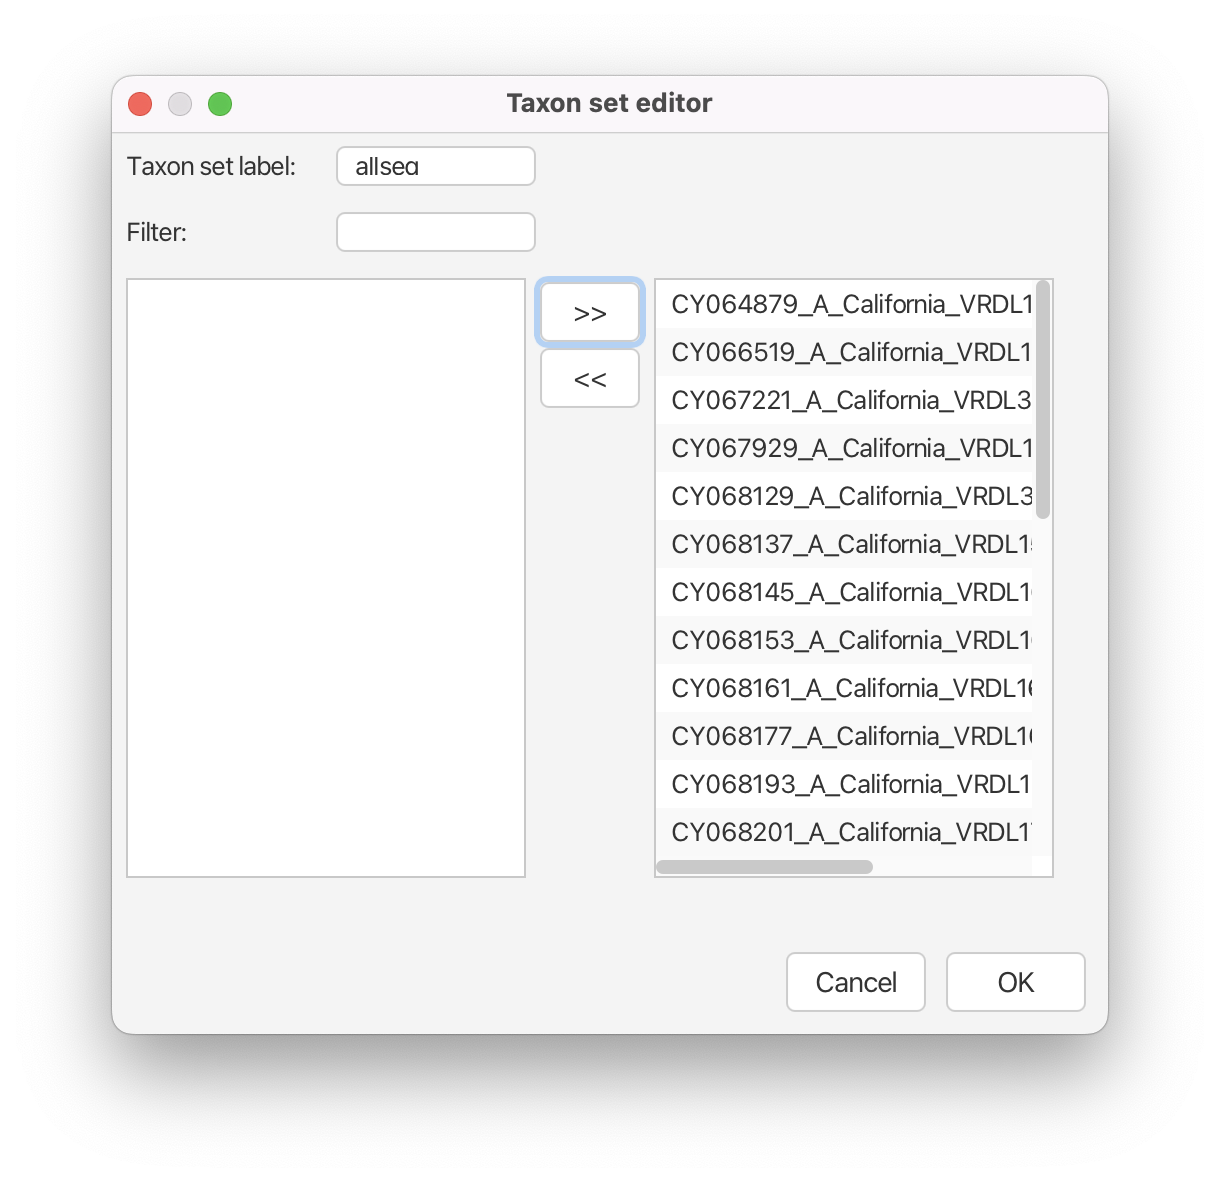 Taxon set editor
Taxon set label: allseq
Filter:
>>
<<
CY064879_A_California_VRDL1
CY066519_A_California_VRDL1
CY067221_A_California_VRDL3
CY067929_A_California_VRDL1
CY068129_A_California_VRDL3
CY068137_A_California_VRDL1
CY068145_A_California_VRDL1
CY068153_A_California_VRDL1
CY068161_A_California_VRDL1
CY068177_A_California_VRDL1
CY068193_A_California_VRDL1
CY068201_A_California_VRDL1
Cancel OK